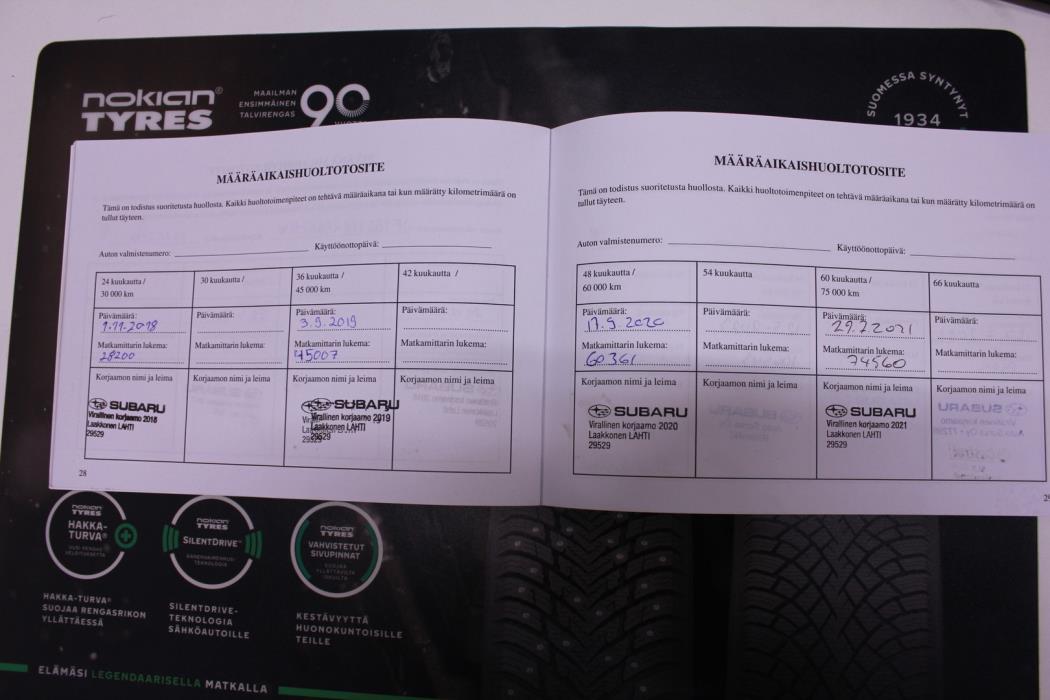 nokian®
TYRES
MAAILMAN
ENSIMMÄINEN
TALVIRENGAS
90
SUOMESSA SYNTYNYT
1934
MÄÄRÄAIKAISHUOLTOTOSITE
Tämä on todistus suoritetusta huollosta. Kaikki huoltotoimenpiteet on tehtävä määräaikana tai kun määrätty kilometrimäärä on
tullut täyteen.
Auton valmistenumero: Käyttöönottopäivä:
24 kuukautta / 30 kuukautta / 36 kuukautta / 42 kuukautta /
30 000 km 45 000 km
Päivämäärä: Päivämäärä: Päivämäärä: Päivämäärä:
1.11.2018 3.9.2019
Matkamittarin lukema: Matkamittarin lukema: Matkamittarin lukema: Matkamittarin lukema:
28200 45007
Korjaamon nimi ja leima Korjaamon nimi ja leima Korjaamon nimi ja leima Korjaamon nimi ja leima
SUBARU SUBARU
Virallinen korjaamo 2018 Virallinen korjaamo 2019
Laakkonen LAHTI Laakkonen LAHTI
29529 29529
28
MÄÄRÄAIKAISHUOLTOTOSITE
Tämä on todistus suoritetusta huollosta. Kaikki huoltotoimenpiteet on tehtävä määräaikana tai kun määrätty kilometrimäärä on
tullut täyteen.
Auton valmistenumero: Käyttöönottopäivä:
48 kuukautta / 54 kuukautta 60 kuukautta / 66 kuukautta
60 000 km 75 000 km
Päivämäärä: Päivämäärä: Päivämäärä: Päivämäärä:
17.9.2020 29.7.2021
Matkamittarin lukema: Matkamittarin lukema: Matkamittarin lukema: Matkamittarin lukema:
60361 74560
Korjaamon nimi ja leima Korjaamon nimi ja leima Korjaamon nimi ja leima Korjaamon nimi ja leima
SUBARU SUBARU
Virallinen korjaamo 2020 Virallinen korjaamo 2021
Laakkonen LAHTI Laakkonen LAHTI
29529 29529
nokian
TYRES
HAKKA-
TURVA®
nokian
TYRES
SILENTDRIVE™
nokian
TYRES
VAHVISTETUT
SIVUPINNAT
HAKKA-TURVA®
SUOJAA RENGASRIKON
YLLÄTTÄESSÄ
SILENTDRIVE-
TEKNOLOGIA
SÄHKÖAUTOILLE
KESTÄVYYTTÄ
HUONOKUNTOISILLE
TEILLE
ELÄMÄSI LEGENDAARISELLA MATKALLA